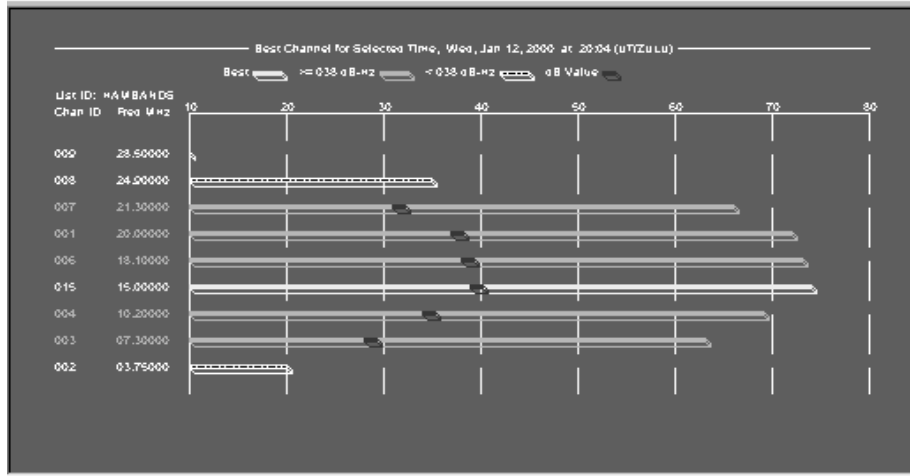 Best Channel for Selected Time, Wed, Jan 12, 2000 at 20:04 (UT/Zulu)
Best >= 038 dB-Hz < 038 dB-Hz dB Value
List ID: HAMBANDS
Chan ID Freq MHz 10 20 30 40 50 60 70 80
009 28.50000
008 24.90000
007 21.30000
001 20.00000
006 18.10000
015 15.00000
004 10.20000
003 07.30000
002 03.75000